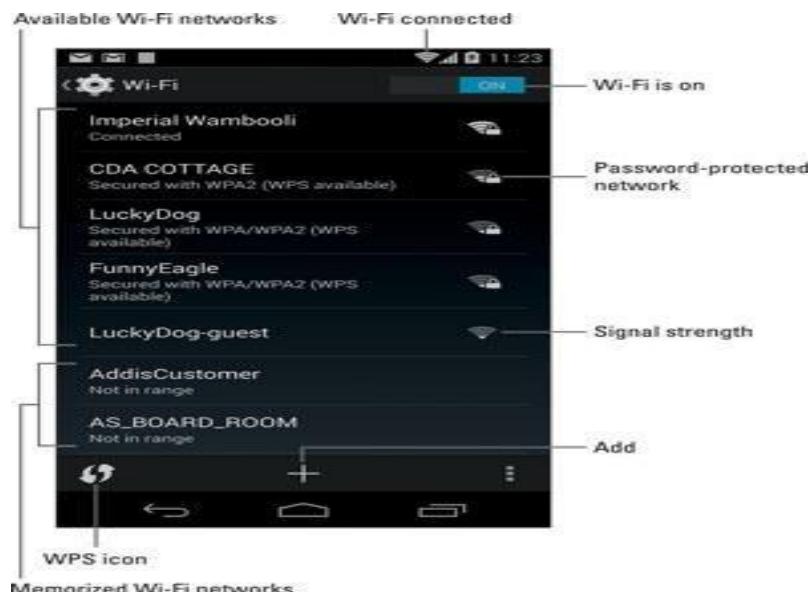 Available Wi-Fi networks
Wi-Fi connected
11:23
Wi-Fi
ON
Wi-Fi is on
Imperial Wambooli
Connected
CDA COTTAGE
Secured with WPA2 (WPS available)
Password-protected
network
LuckyDog
Secured with WPA/WPA2 (WPS
available)
FunnyEagle
Secured with WPA/WPA2 (WPS
available)
LuckyDog-guest
Signal strength
AddisCustomer
Not in range
AS_BOARD_ROOM
Not in range
Add
WPS icon
Memorized Wi-Fi networks